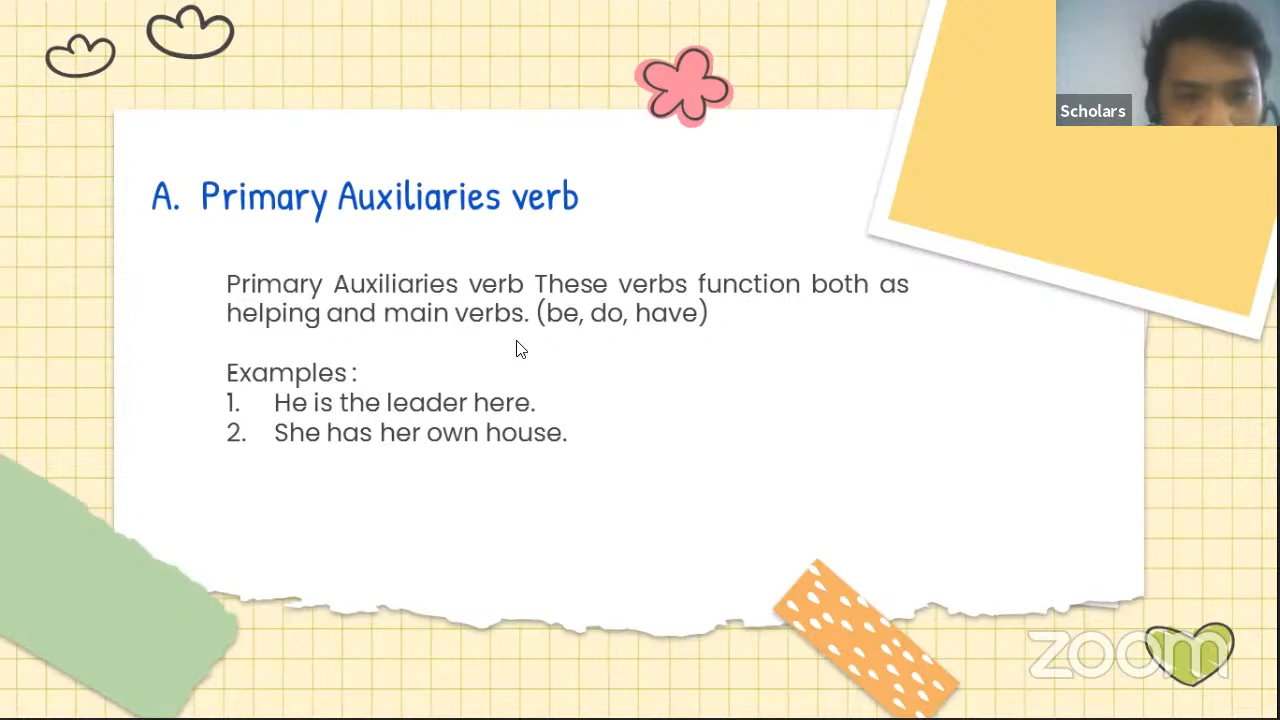 Scholars
A. Primary Auxiliaries verb
Primary Auxiliaries verb These verbs function both as
helping and main verbs. (be, do, have)
Examples :
1. He is the leader here.
2. She has her own house.
zoom